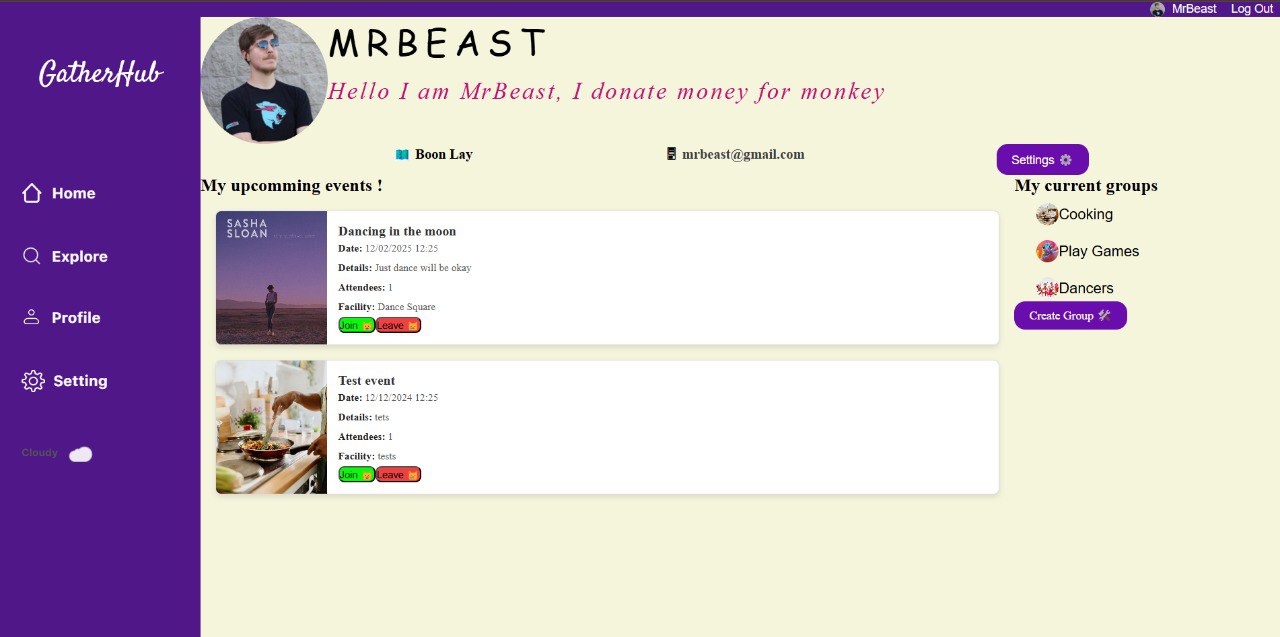 MrBeast Log Out
GatherHub
Home
Explore
Profile
Setting
Cloudy
MRBEAST
Hello I am MrBeast, I donate money for monkey
Boon Lay
mrbeast@gmail.com
Settings
My upcomming events !
SASHA
SLOAN
Dancing in the moon
Date: 12/02/2025 12:25
Details: Just dance will be okay
Attendees: 1
Facility: Dance Square
Join Leave
Test event
Date: 12/12/2024 12:25
Details: tets
Attendees: 1
Facility: tests
Join Leave
My current groups
Cooking
Play Games
Dancers
Create Group